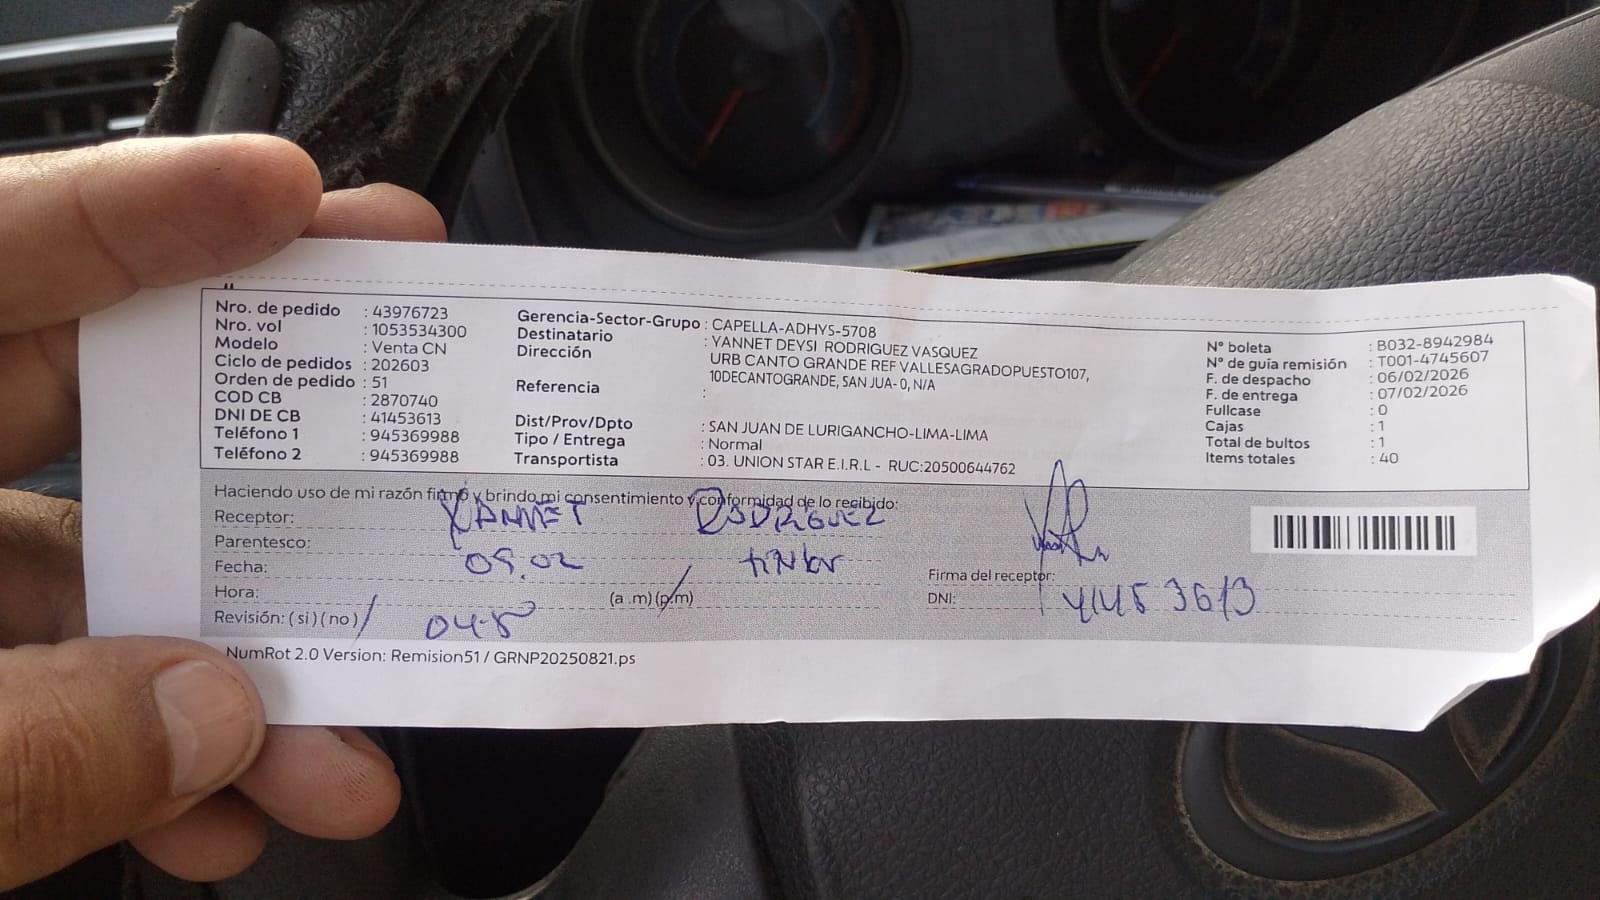 Nro. de pedido : 43976723
Nro. vol : 1053534300
Modelo : Venta CN
Ciclo de pedidos : 202603
Orden de pedido : 51
COD CB : 2870740
DNI DE CB : 41453613
Teléfono 1 : 945369988
Teléfono 2 : 945369988
Gerencia-Sector-Grupo : CAPELLA-ADHYS-5708
Destinatario : YANNET DEYSI RODRIGUEZ VASQUEZ
Dirección URB CANTO GRANDE REF VALLESAGRADOPUESTO107,
10DECANTOGRANDE, SAN JUA- 0, N/A
Referencia :
Dist/Prov/Dpto : SAN JUAN DE LURIGANCHO-LIMA-LIMA
Tipo / Entrega : Normal
Transportista : 03. UNION STAR E.I.R.L - RUC:20500644762
N° boleta : B032-8942984
N° de guía remisión : T001-4745607
F. de despacho : 06/02/2026
F. de entrega : 07/02/2026
Fullcase : 0
Cajas : 1
Total de bultos : 1
Items totales : 40
Haciendo uso de mi razón firmo y brindo mi consentimiento y conformidad de lo recibido:
Receptor: YANNET RODRIGUEZ
Parentesco:
Fecha:
Hora: (a .m) (p.m)
Revisión: ( si ) ( no )
Firma del receptor:
DNI: 41453613
NumRot 2.0 Version: Remision51 / GRNP20250821.ps